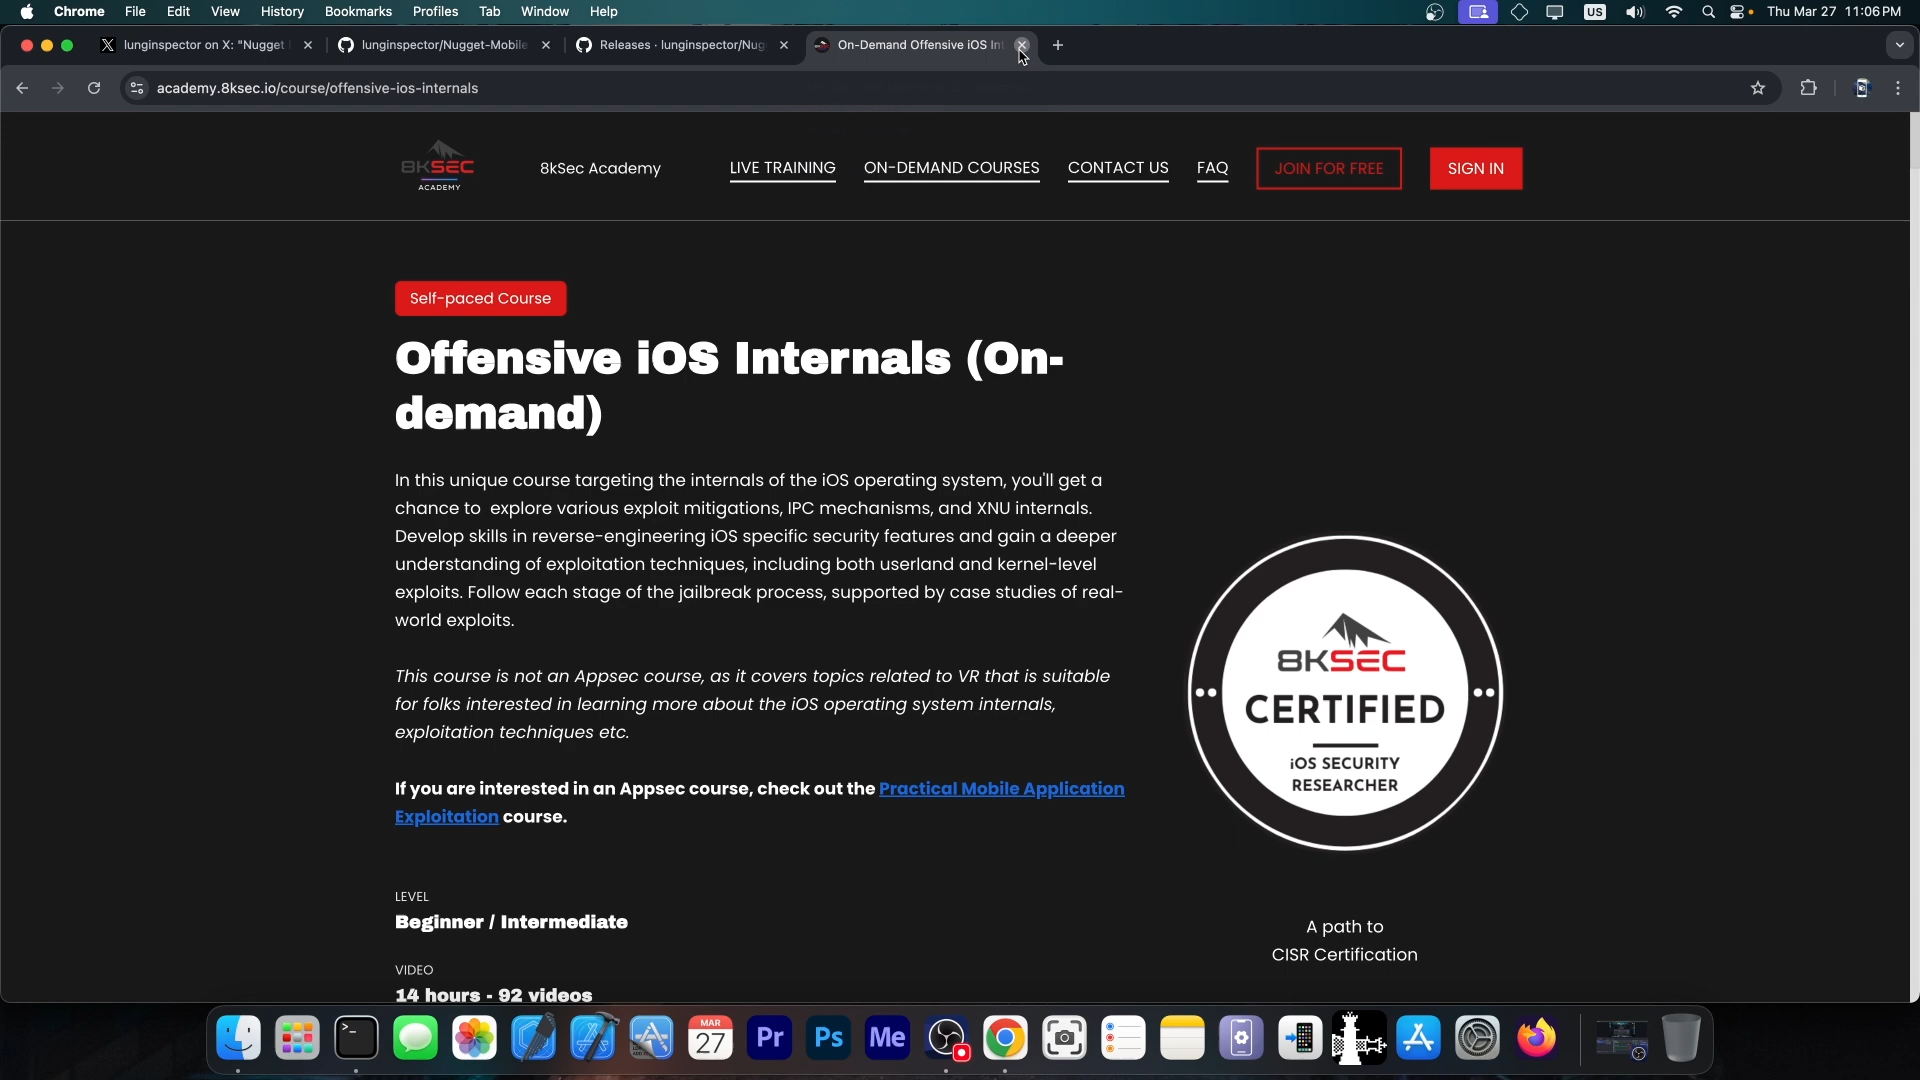 Chrome File Edit View History Bookmarks Profiles Tab Window Help US Thu Mar 27 11:06 PM
lunginspector on X: "Nugget lunginspector/Nugget-Mobile Releases · lunginspector/Nug On-Demand Offensive iOS Int
academy.8ksec.io/course/offensive-ios-internals
8KSEC
ACADEMY
8kSec Academy LIVE TRAINING ON-DEMAND COURSES CONTACT US FAQ JOIN FOR FREE SIGN IN
Self-paced Course
Offensive iOS Internals (On-
demand)
In this unique course targeting the internals of the iOS operating system, you'll get a
chance to explore various exploit mitigations, IPC mechanisms, and XNU internals.
Develop skills in reverse-engineering iOS specific security features and gain a deeper
understanding of exploitation techniques, including both userland and kernel-level
exploits. Follow each stage of the jailbreak process, supported by case studies of real-
world exploits.
This course is not an Appsec course, as it covers topics related to VR that is suitable
for folks interested in learning more about the iOS operating system internals,
exploitation techniques etc.
If you are interested in an Appsec course, check out the Practical Mobile Application
Exploitation course.
8KSEC
CERTIFIED
iOS SECURITY
RESEARCHER
A path to
CISR Certification
LEVEL
Beginner / Intermediate
VIDEO
14 hours - 92 videos
MAR
27
Pr Ps Me